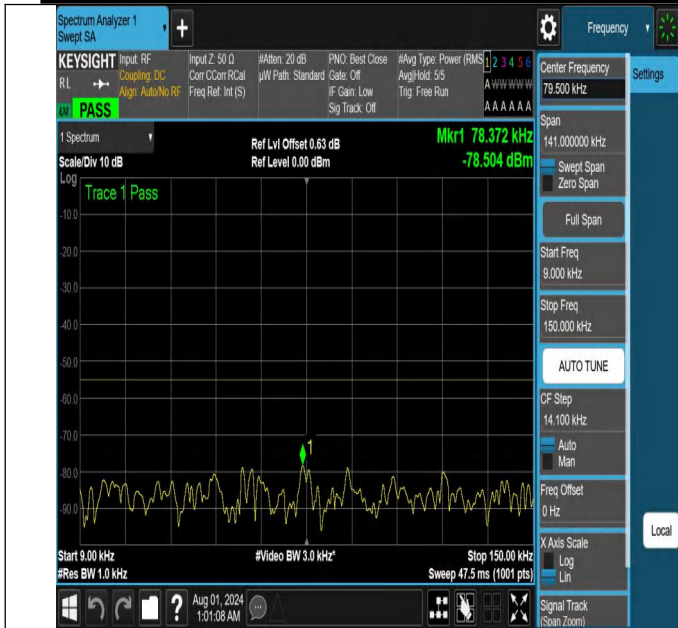 Spectrum Analyzer 1
Swept SA
+
Frequency
KEYSIGHT
RL
PASS
Input: RF
Coupling: DC
Align: Auto/No RF
Input Z: 50 Ω
Corr CCorr RCal
Freq Ref: Int (S)
#Atten: 20 dB
µW Path: Standard
PNO: Best Close
Gate: Off
IF Gain: Low
Sig Track: Off
#Avg Type: Power (RMS
Avg|Hold: 5/5
Trig: Free Run
1 2 3 4 5 6
A W W W W W
A A A A A A
1 Spectrum
Scale/Div 10 dB
Ref Lvl Offset 0.63 dB
Ref Level 0.00 dBm
Mkr1 78.372 kHz
-78.504 dBm
Log
Trace 1 Pass
-10.0
-20.0
-30.0
-40.0
-50.0
-60.0
-70.0
-80.0
-90.0
1
Start 9.00 kHz
#Res BW 1.0 kHz
#Video BW 3.0 kHz*
Stop 150.00 kHz
Sweep 47.5 ms (1001 pts)
?
Aug 01, 2024
1:01:08 AM
Center Frequency
79.500 kHz
Settings
Span
141.000000 kHz
Swept Span
Zero Span
Full Span
Start Freq
9.000 kHz
Stop Freq
150.000 kHz
AUTO TUNE
CF Step
14.100 kHz
Auto
Man
Freq Offset
0 Hz
X Axis Scale
Log
Lin
Local
Signal Track
(Span Zoom)